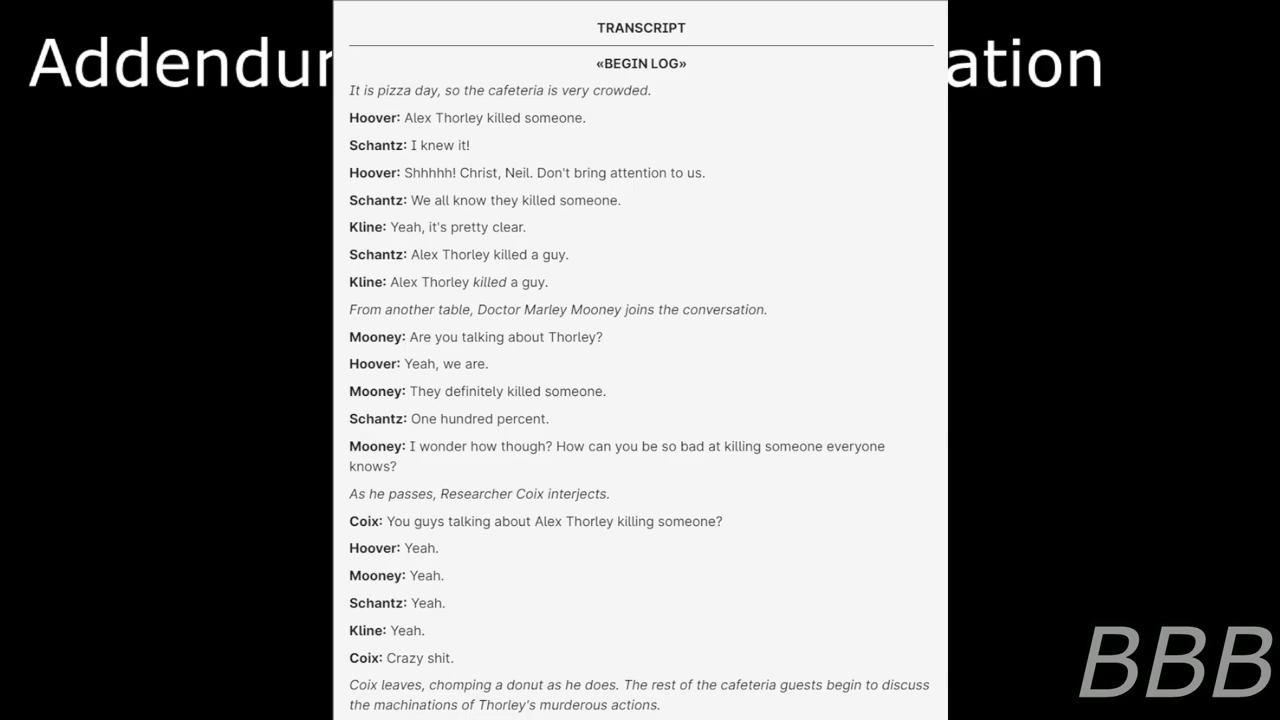 Addendum
ation
TRANSCRIPT
«BEGIN LOG»
It is pizza day, so the cafeteria is very crowded.
Hoover: Alex Thorley killed someone.
Schantz: I knew it!
Hoover: Shhhhh! Christ, Neil. Don't bring attention to us.
Schantz: We all know they killed someone.
Kline: Yeah, it's pretty clear.
Schantz: Alex Thorley killed a guy.
Kline: Alex Thorley killed a guy.
From another table, Doctor Marley Mooney joins the conversation.
Mooney: Are you talking about Thorley?
Hoover: Yeah, we are.
Mooney: They definitely killed someone.
Schantz: One hundred percent.
Mooney: I wonder how though? How can you be so bad at killing someone everyone
knows?
As he passes, Researcher Coix interjects.
Coix: You guys talking about Alex Thorley killing someone?
Hoover: Yeah.
Mooney: Yeah.
Schantz: Yeah.
Kline: Yeah.
Coix: Crazy shit.
Coix leaves, chomping a donut as he does. The rest of the cafeteria guests begin to discuss
the machinations of Thorley's murderous actions.
BBB